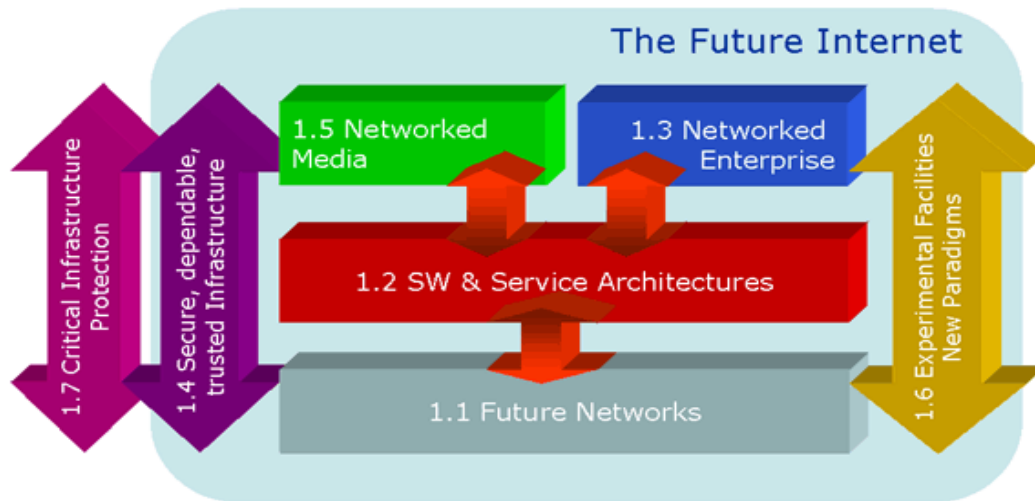 The Future Internet
1.7 Critical Infrastructure
Protection
1.4 Secure, dependable,
trusted Infrastructure
1.5 Networked
Media
1.3 Networked
Enterprise
1.2 SW & Service Architectures
1.1 Future Networks
1.6 Experimental Facilities
New Paradigms